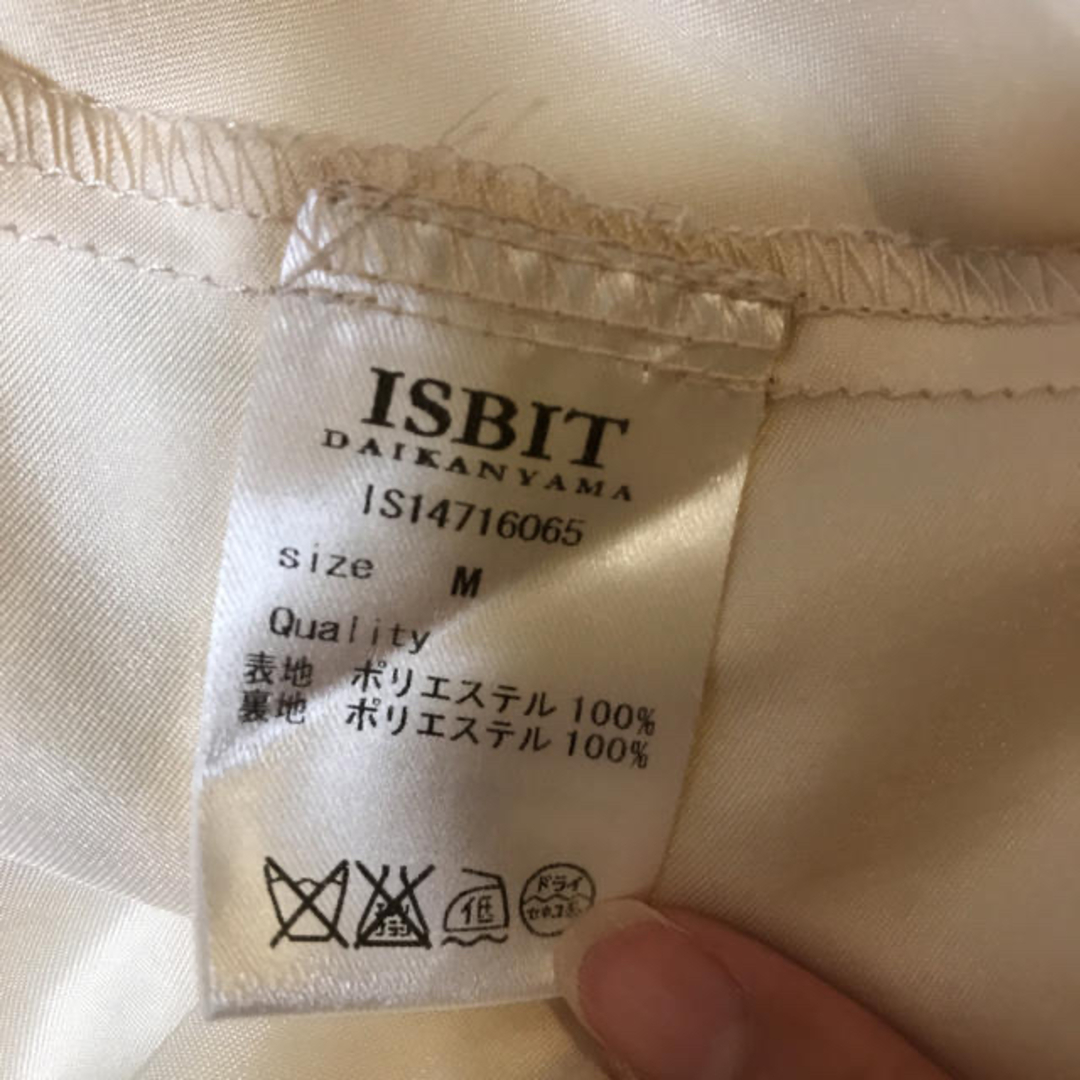 ISBIT
DAIKANYAMA
IS14716065
size M
Quality
表地 ポリエステル 100%
裏地 ポリエステル 100%
低
ドライ